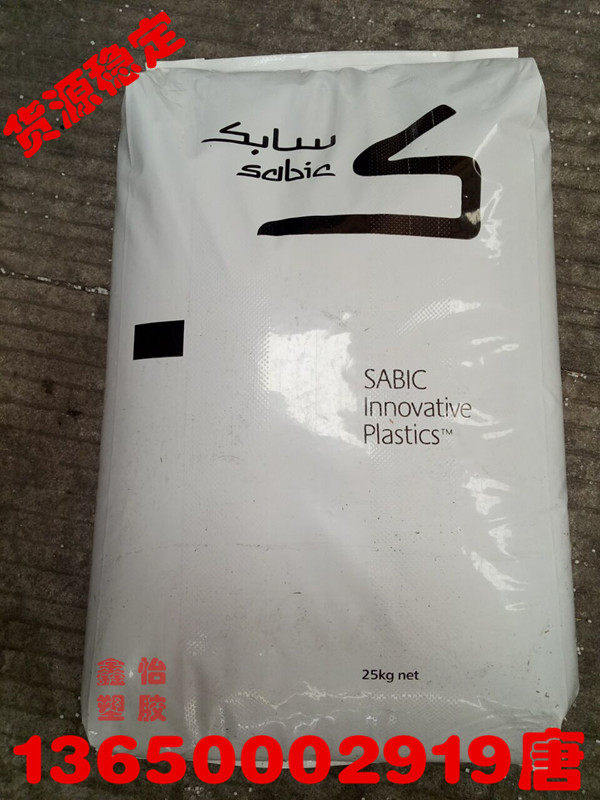 货源稳定
سابك
sabic
SABIC
Innovative
Plastics™
25kg net
鑫怡
塑胶
13650002919唐